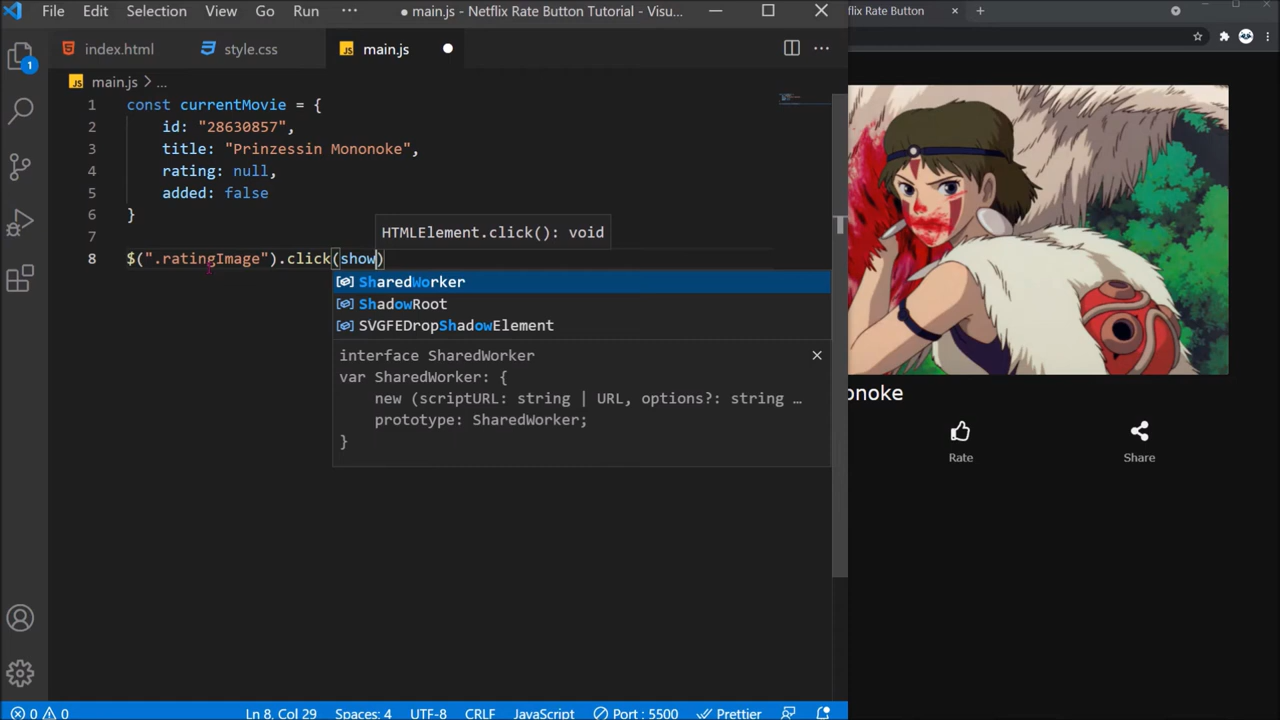 File Edit Selection View Go Run ··· ● main.js - Netflix Rate Button Tutorial - Visu...
flix Rate Button
index.html style.css main.js
main.js > ...
1 const currentMovie = {
2 id: "28630857",
3 title: "Prinzessin Mononoke",
4 rating: null,
5 added: false
6 }
7
HTMLElement.click(): void
8 $(".ratingImage").click(show)
SharedWorker
ShadowRoot
SVGFEDropShadowElement
interface SharedWorker
var SharedWorker: {
new (scriptURL: string | URL, options?: string …
prototype: SharedWorker;
}
1
onoke
Rate
Share
0 0 Ln 8, Col 29 Spaces: 4 UTF-8 CRLF JavaScript Port : 5500 Prettier